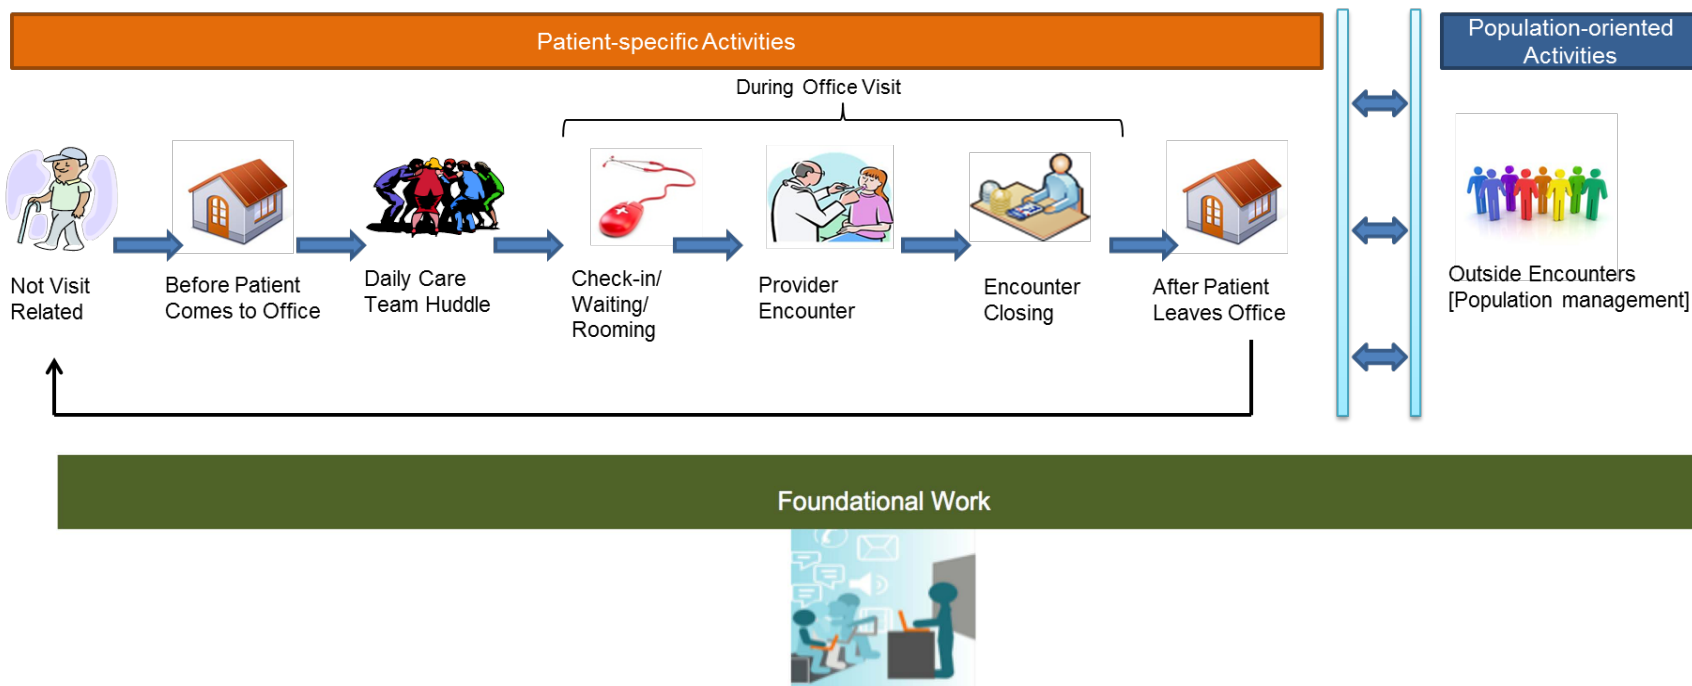 Patient-specific Activities
Population-oriented
Activities
During Office Visit
Not Visit
Related
Before Patient
Comes to Office
Daily Care
Team Huddle
Check-in/
Waiting/
Rooming
Provider
Encounter
Encounter
Closing
After Patient
Leaves Office
Outside Encounters
[Population management]
Foundational Work